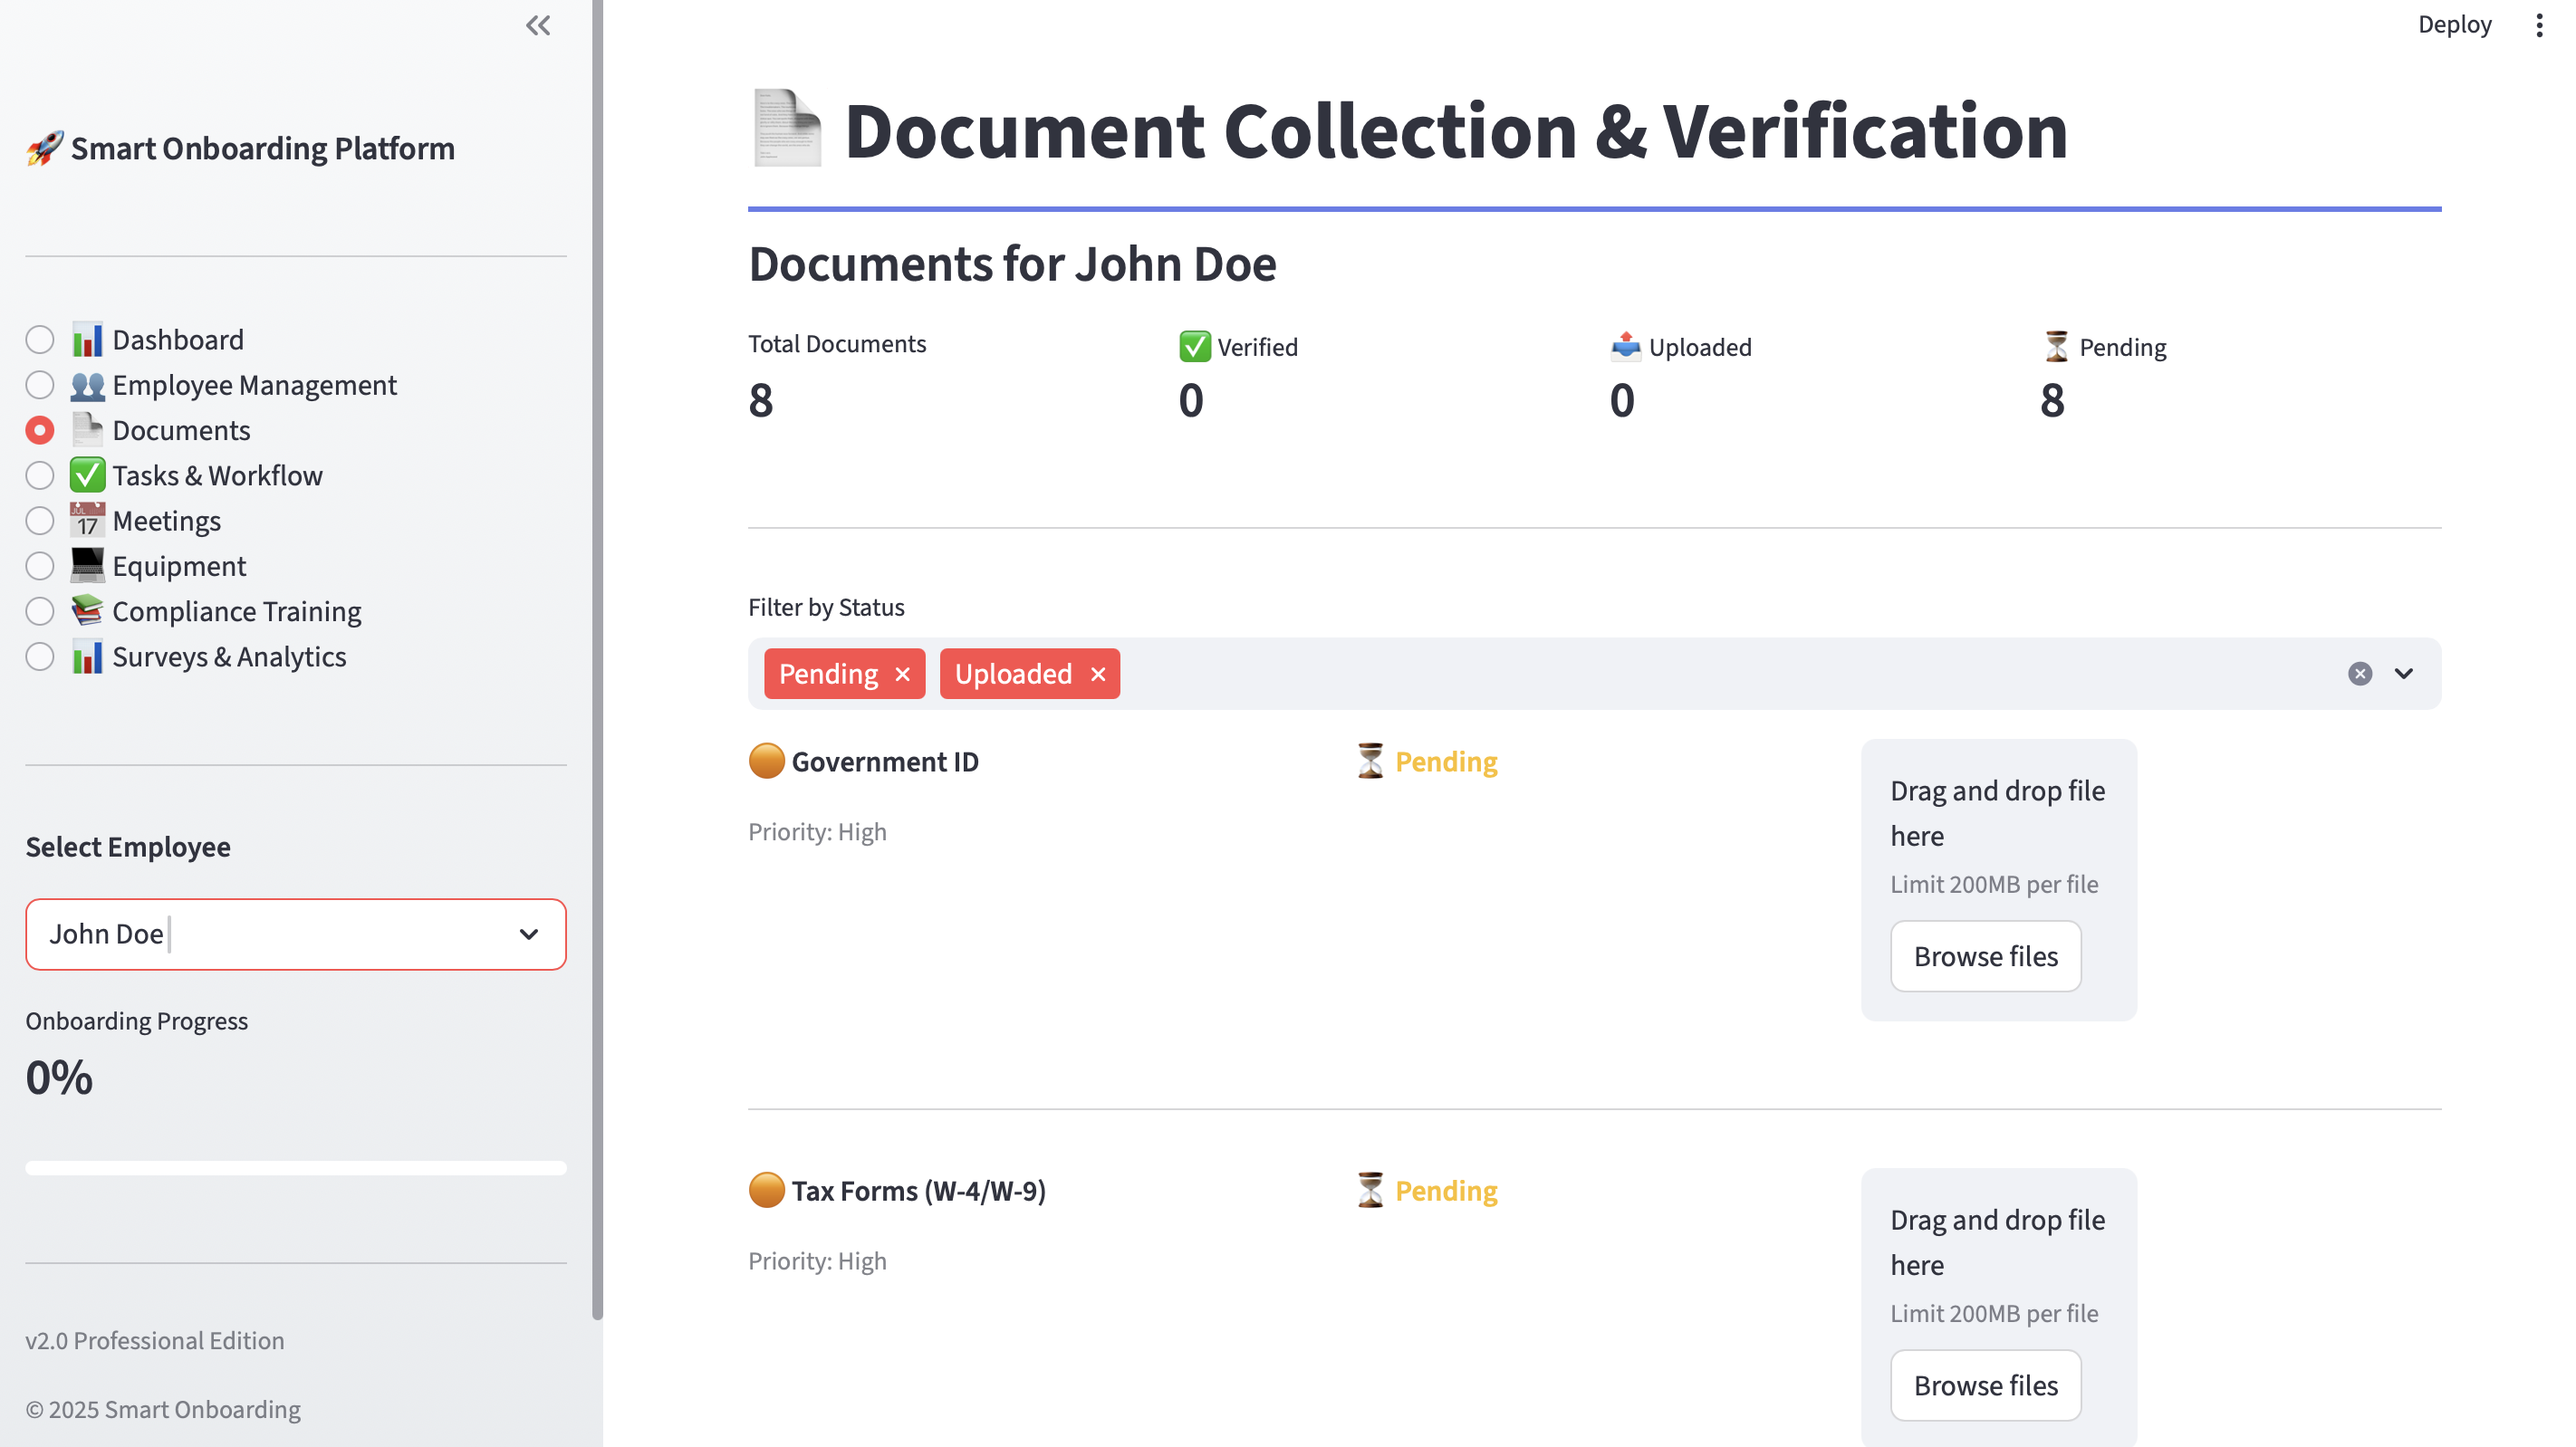 Smart Onboarding Platform
Dashboard
Employee Management
Documents
Tasks & Workflow
JUL
17
Meetings
Equipment
Compliance Training
Surveys & Analytics
Select Employee
John Doe
Onboarding Progress
0%
v2.0 Professional Edition
© 2025 Smart Onboarding
Deploy
Document Collection & Verification
Documents for John Doe
Total Documents
8
Verified
0
Uploaded
0
Pending
8
Filter by Status
Pending
Uploaded
Government ID
Pending
Priority: High
Drag and drop file
here
Limit 200MB per file
Browse files
Tax Forms (W-4/W-9)
Pending
Priority: High
Drag and drop file
here
Limit 200MB per file
Browse files